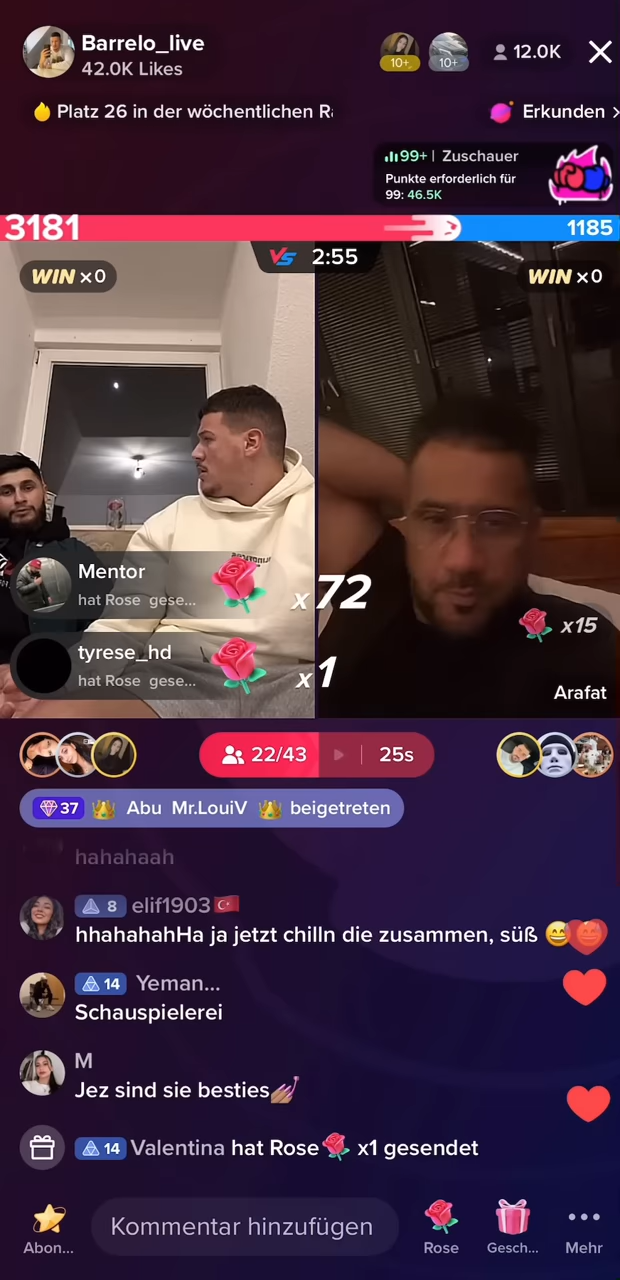 Barrelo_live
42.0K Likes
10+
10+
12.0K
Platz 26 in der wöchentlichen Ra
Erkunden
99+ | Zuschauer
Punkte erforderlich für
99: 46.5K
3181
1185
WIN x0
VS 2:55
WIN x0
Mentor
hat Rose gese...
x72
tyrese_hd
hat Rose gese...
x1
x15
Arafat
22/43
25s
37 👑 Abu Mr.LouiV 👑 beigetreten
hahahaah
8 elif1903🇹🇷
hhahahahHa ja jetzt chilln die zusammen, süß 😄
14 Yeman...
Schauspielerei
M
Jez sind sie besties💅🏽
14 Valentina hat Rose🌹 x1 gesendet
Abon...
Kommentar hinzufügen
Rose
Gesch...
Mehr